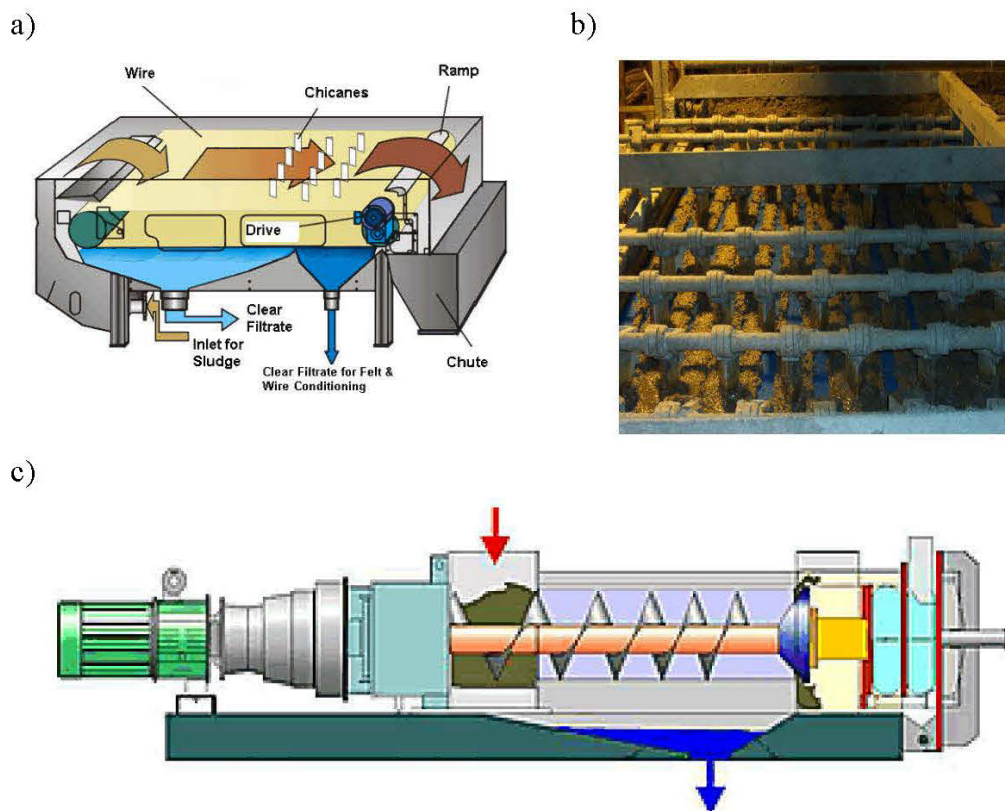 a)
b)
Wire
Chicanes
Ramp
Drive
Clear
Filtrate
Inlet for
Sludge
Clear Filtrate for Felt &
Wire Conditioning
Chute
c)